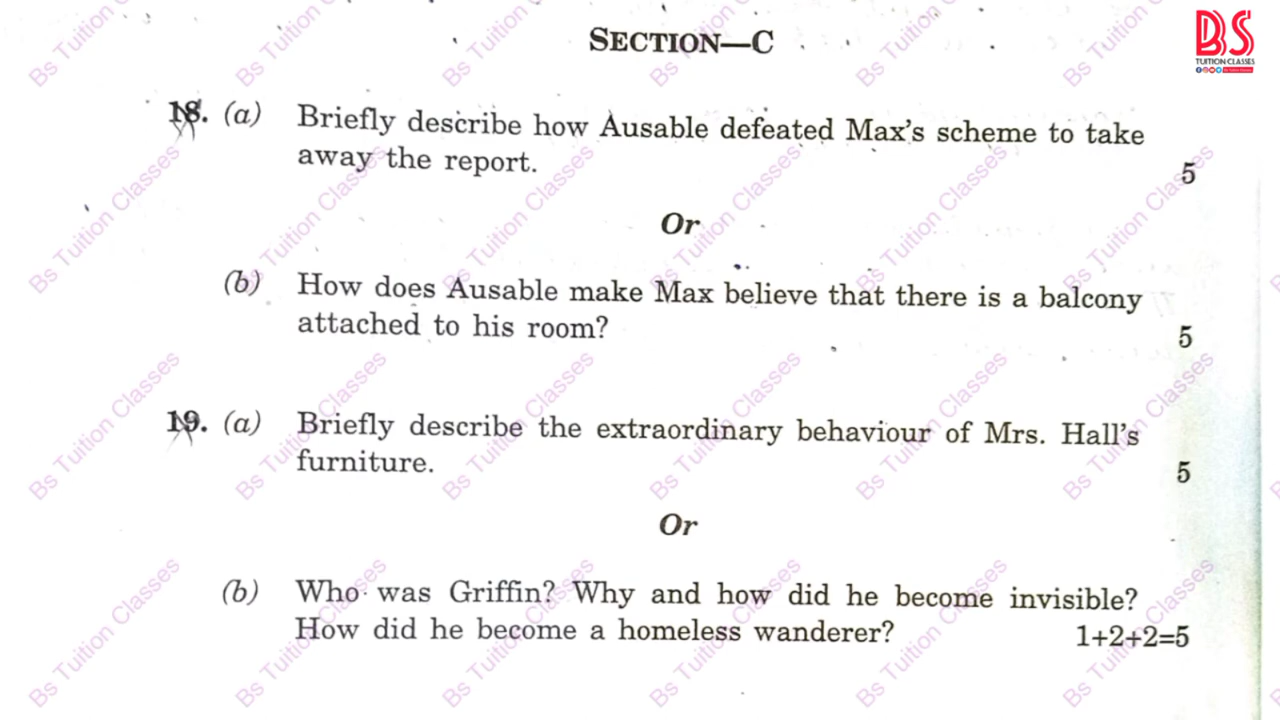 BS
TUITION CLASSES
SECTION—C
18. (a) Briefly describe how Ausable defeated Max's scheme to take
away the report.
5
Or
(b) How does Ausable make Max believe that there is a balcony
attached to his room?
5
19. (a) Briefly describe the extraordinary behaviour of Mrs. Hall's
furniture.
5
Or
(b) Who was Griffin? Why and how did he become invisible?
How did he become a homeless wanderer? 1+2+2=5
Bs Tuition Classes